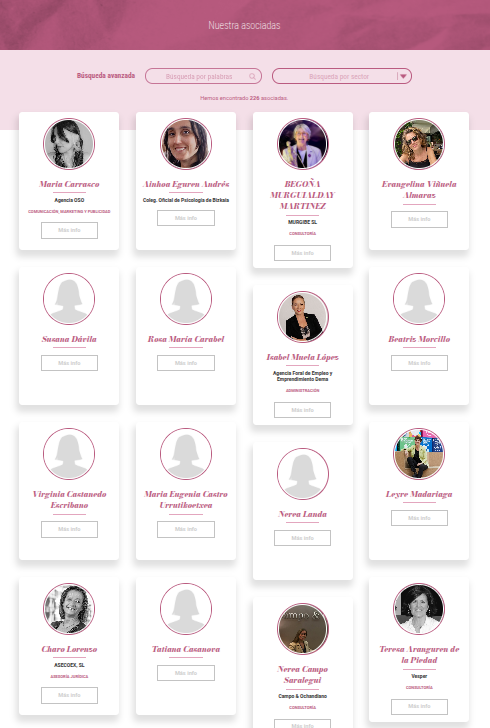 Nuestra asociadas
Búsqueda avanzada
Búsqueda por palabras
Búsqueda por sector
Hemos encontrado 226 asociadas.
María Carrasco
Agencia OSO
COMUNICACIÓN, MARKETING Y PUBLICIDAD
Más info
Ainhoa Eguren Andrés
Coleg. Oficial de Psicología de Bizkaia
Más info
BEGOÑA
MURGUIALDAY
MARTINEZ
MURGIBE SL
CONSULTORÍA
Más info
Evangelina Viñuela
Almaraz
Más info
Susana Dávila
Más info
Rosa María Carabel
Más info
Isabel Muela López
Agencia Foral de Empleo y
Emprendimiento Dema
ADMINISTRACIÓN
Más info
Beatriz Morcillo
Más info
Virginia Castanedo
Escribano
Más info
María Eugenia Castro
Urrutikoetxea
Más info
Nerea Landa
Más info
Leyre Madariaga
Más info
Charo Lorenzo
ASECOEX, SL
ASESORÍA JURÍDICA
Más info
Tatiana Casanova
Más info
Nerea Campo
Saralegui
Campo & Ochandiano
CONSULTORÍA
Más info
Teresa Aranguren de
la Piedad
Vesper
CONSULTORÍA
Más info